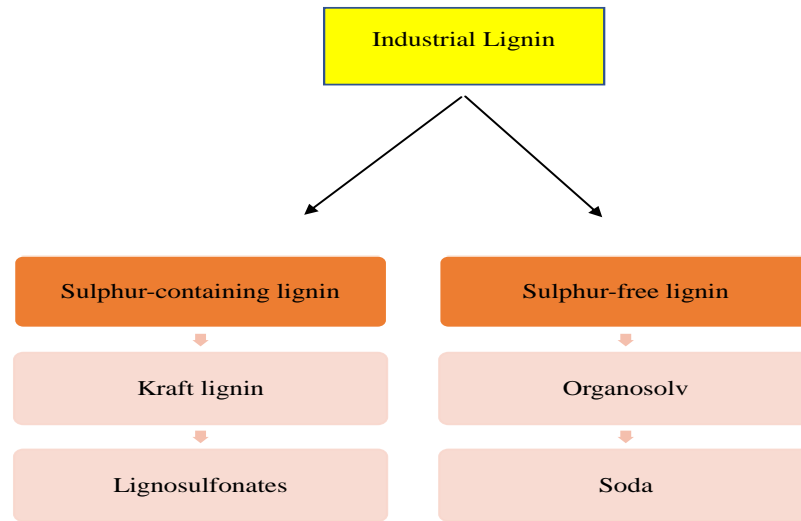 Industrial Lignin
Sulphur-containing lignin
Kraft lignin
Lignosulfonates
Sulphur-free lignin
Organosolv
Soda